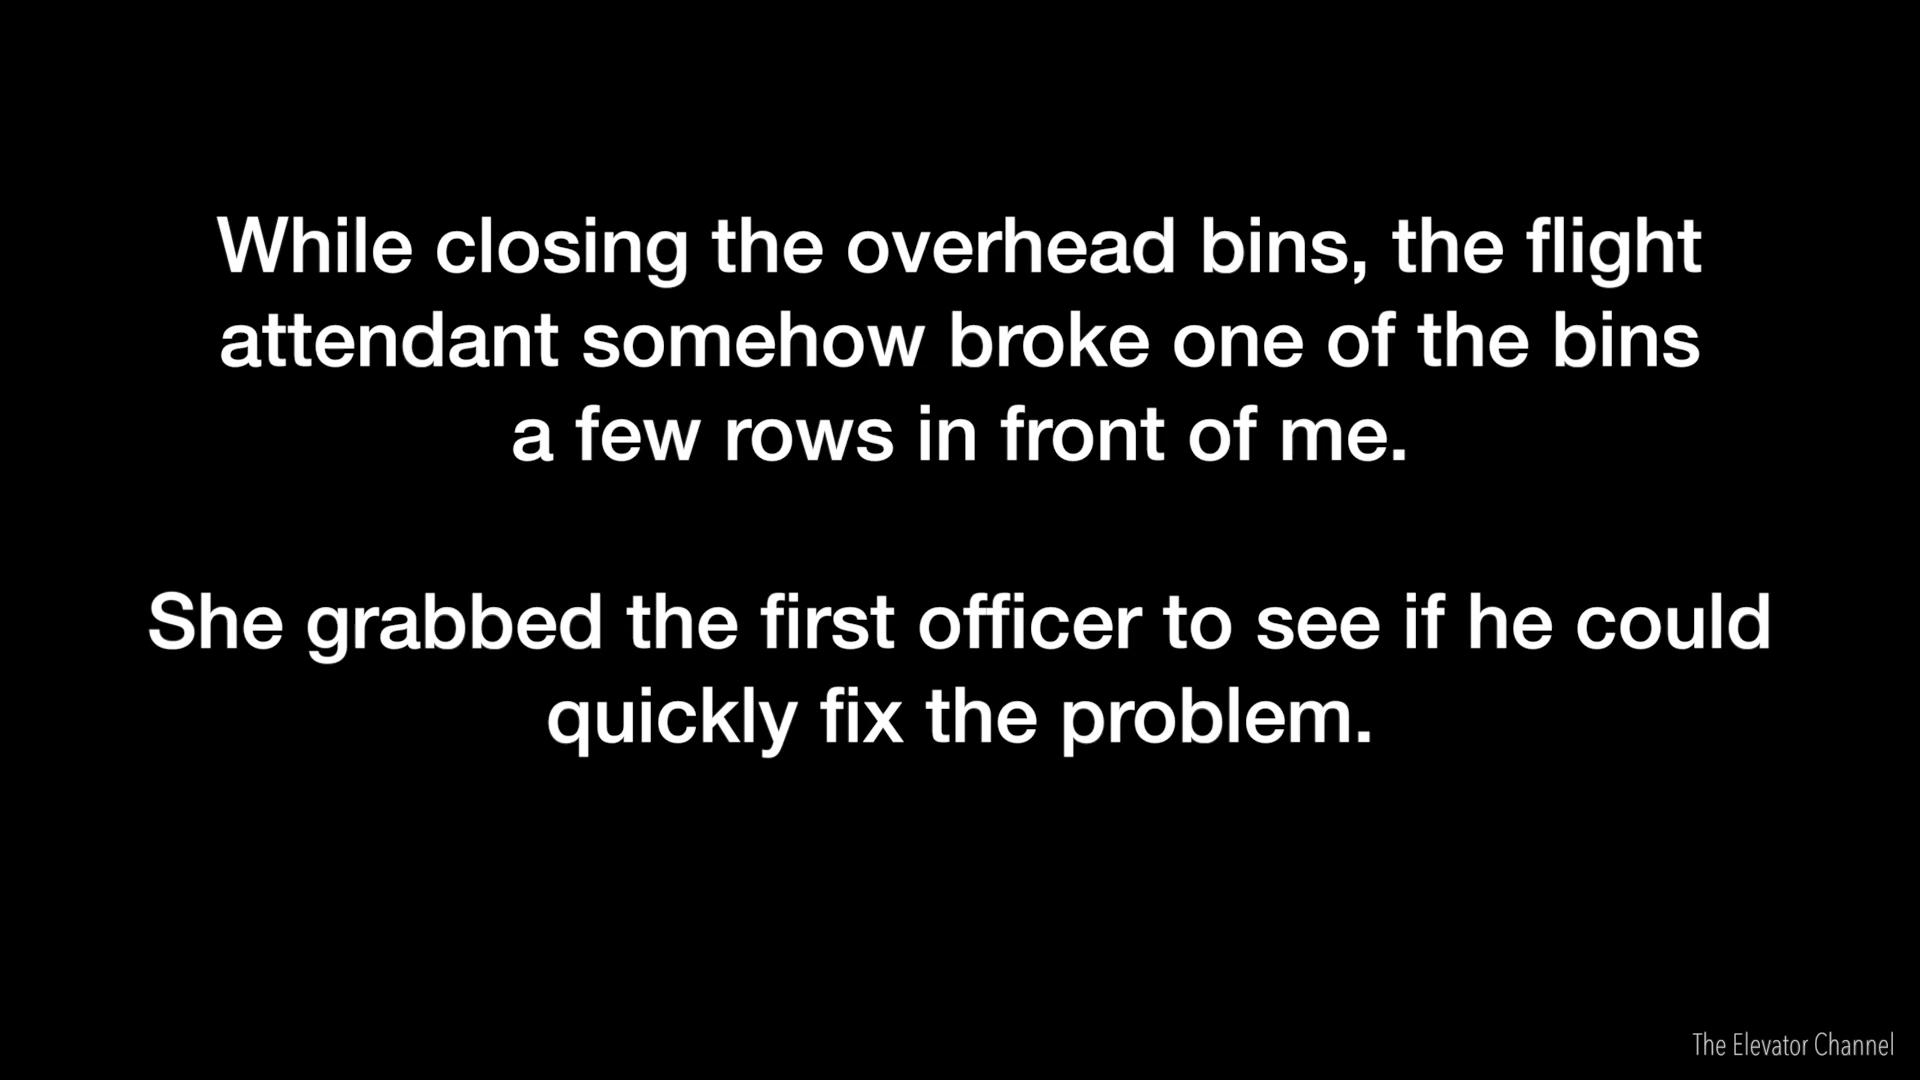 While closing the overhead bins, the flight
attendant somehow broke one of the bins
a few rows in front of me.
She grabbed the first officer to see if he could
quickly fix the problem.
The Elevator Channel